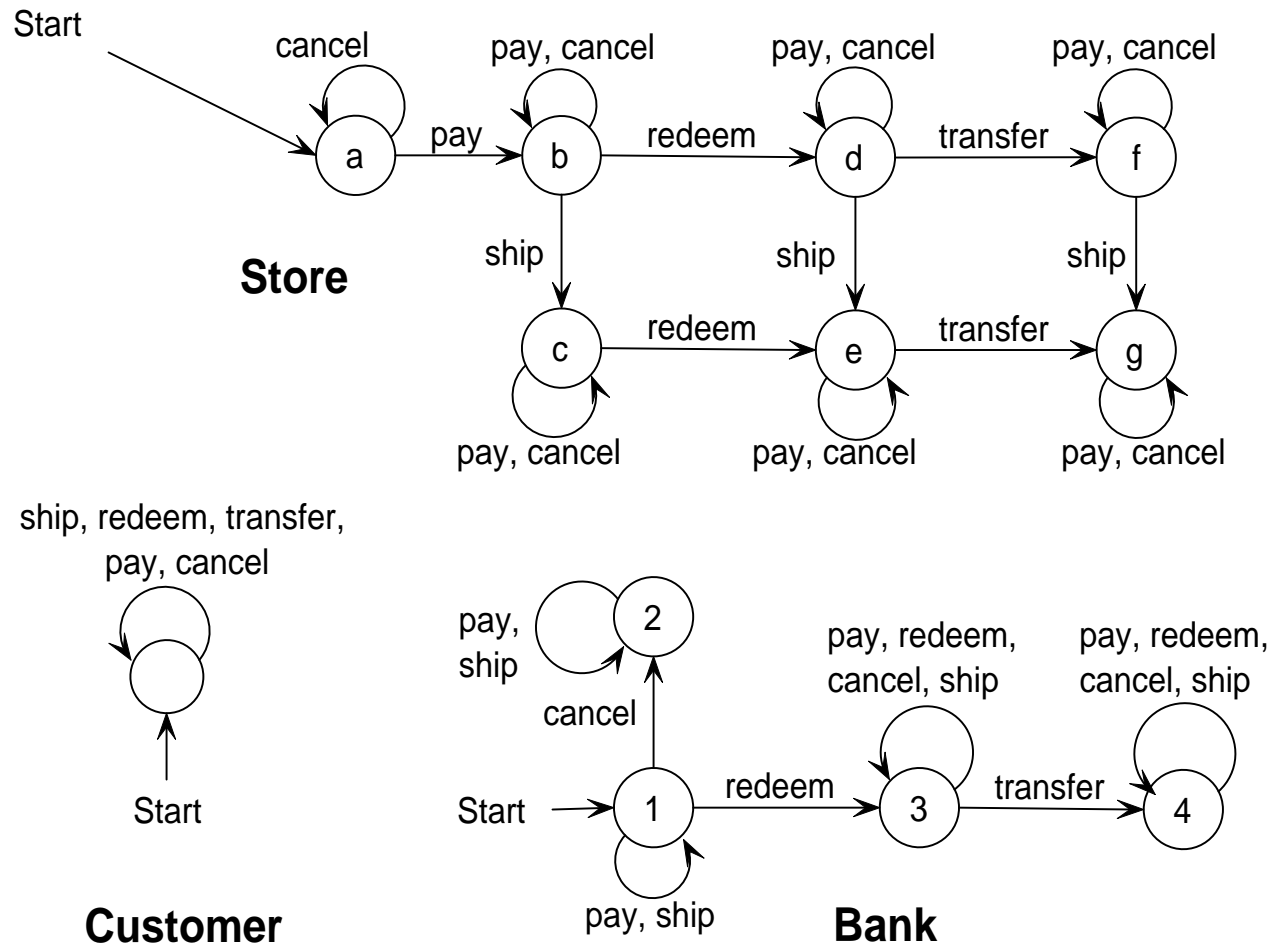 Start
cancel
pay, cancel
pay, cancel
pay, cancel
a
pay
b
redeem
d
transfer
f
ship
ship
ship
Store
c
redeem
e
transfer
g
pay, cancel
pay, cancel
pay, cancel
ship, redeem, transfer,
pay, cancel
Start
Customer
pay,
ship
2
cancel
pay, redeem,
cancel, ship
pay, redeem,
cancel, ship
Start
1
redeem
3
transfer
4
pay, ship
Bank